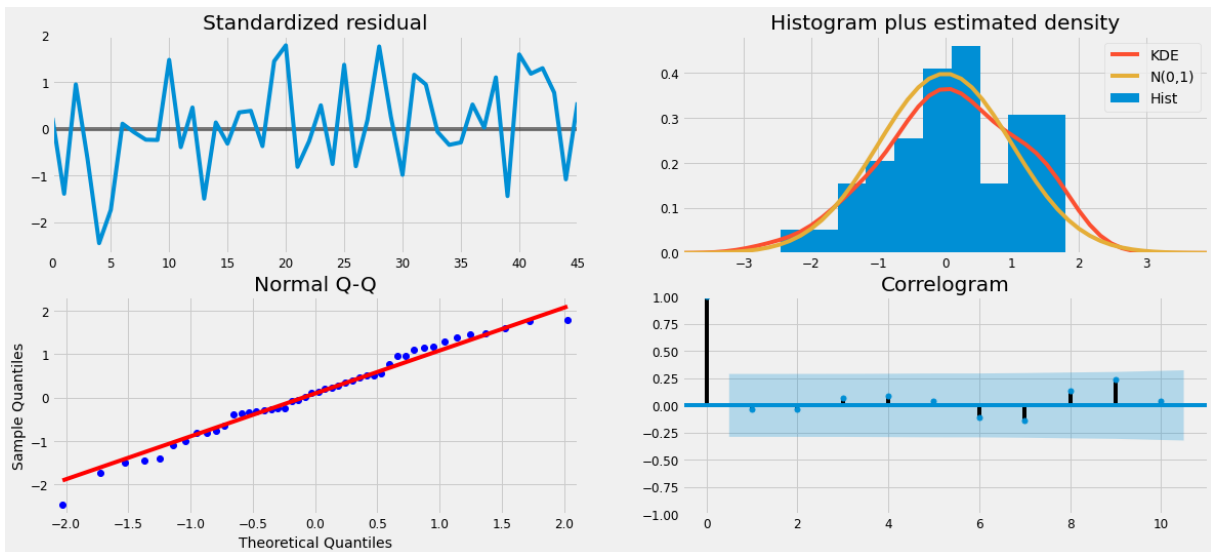 Standardized residual
2
1
0
−1
−2
0 5 10 15 20 25 30 35 40 45
Histogram plus estimated density
0.4
0.3
0.2
0.1
0.0
−3 −2 −1 0 1 2 3
KDE
N(0,1)
Hist
Normal Q-Q
Sample Quantiles
2
1
0
−1
−2
−2.0 −1.5 −1.0 −0.5 0.0 0.5 1.0 1.5 2.0
Theoretical Quantiles
Correlogram
1.00
0.75
0.50
0.25
0.00
−0.25
−0.50
−0.75
−1.00
0 2 4 6 8 10